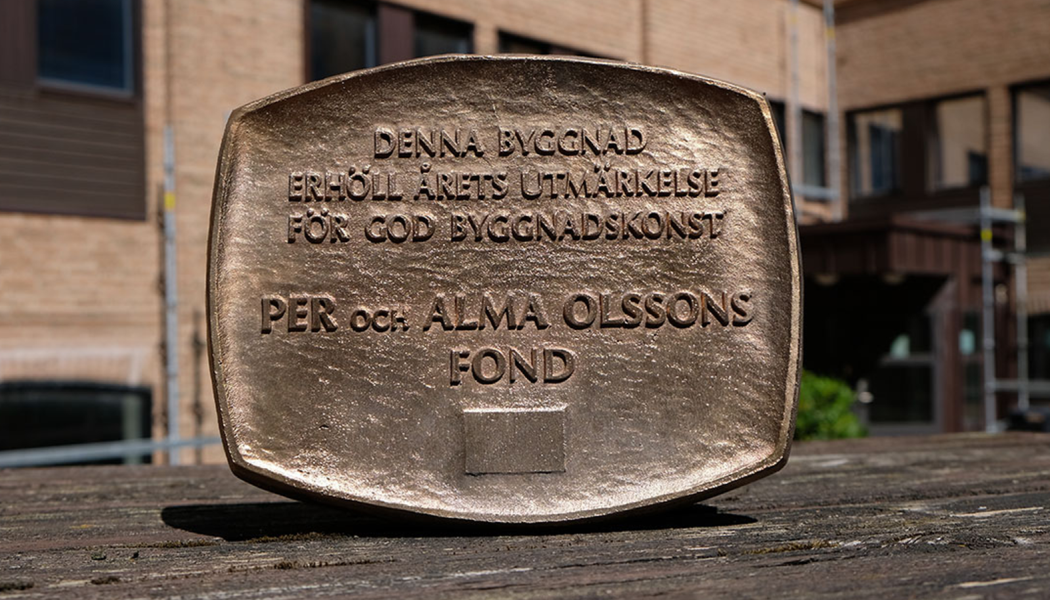 DENNA BYGGNAD
ERHÖLL ÅRETS UTMÄRKELSE
FÖR GOD BYGGNADSKONST
PER OCH ALMA OLSSONS
FOND